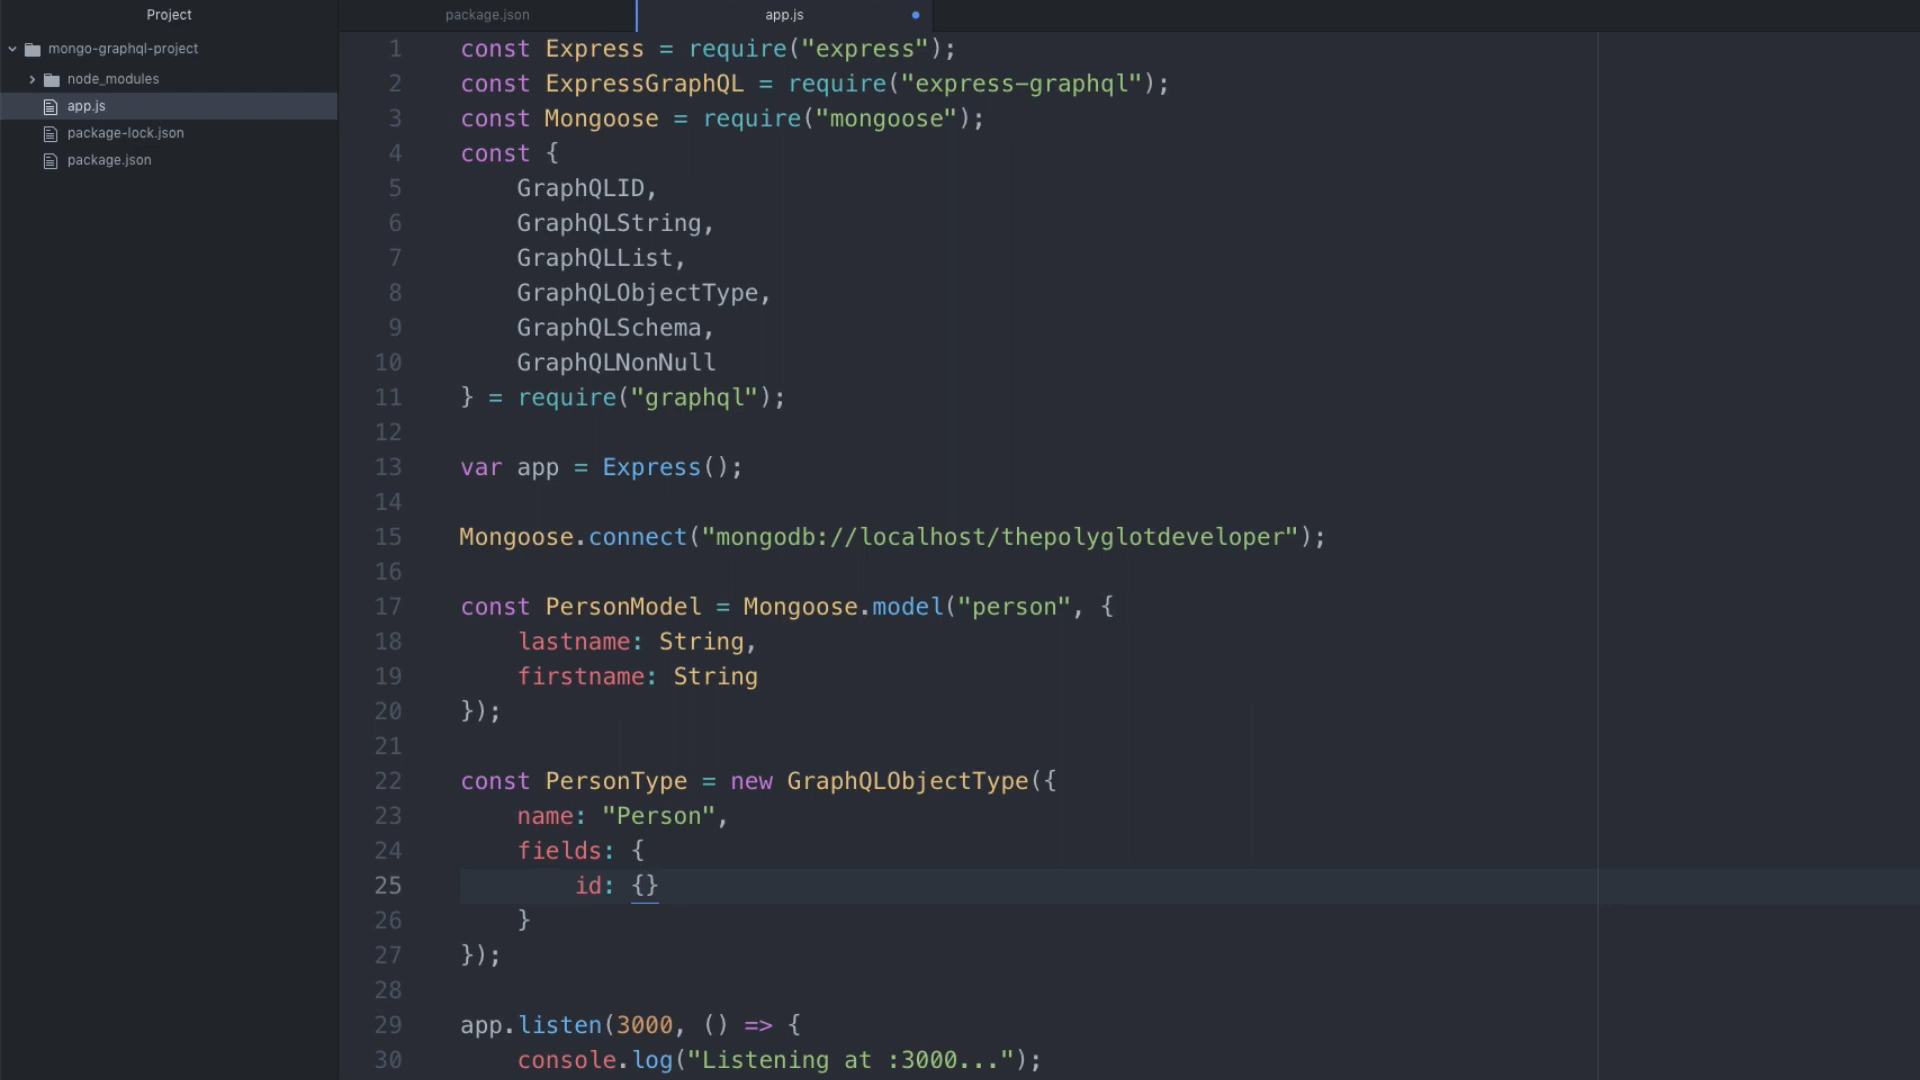 Project
mongo-graphql-project
node_modules
app.js
package-lock.json
package.json
package.json
app.js
1 const Express = require("express");
2 const ExpressGraphQL = require("express-graphql");
3 const Mongoose = require("mongoose");
4 const {
5 GraphQLID,
6 GraphQLString,
7 GraphQLList,
8 GraphQLObjectType,
9 GraphQLSchema,
10 GraphQLNonNull
11 } = require("graphql");
12
13 var app = Express();
14
15 Mongoose.connect("mongodb://localhost/thepolyglotdeveloper");
16
17 const PersonModel = Mongoose.model("person", {
18 lastname: String,
19 firstname: String
20 });
21
22 const PersonType = new GraphQLObjectType({
23 name: "Person",
24 fields: {
25 id: {}
26 }
27 });
28
29 app.listen(3000, () => {
30 console.log("Listening at :3000...");